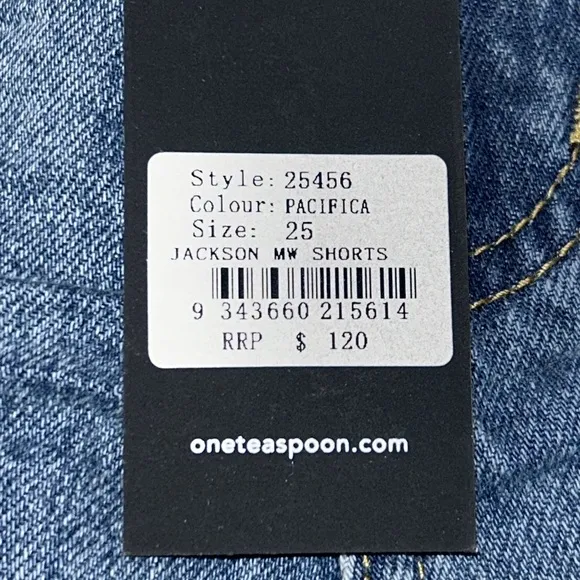 Style: 25456
Colour: PACIFICA
Size: 25
JACKSON MW SHORTS
9 343660 215614
RRP $ 120
oneteaspoon.com